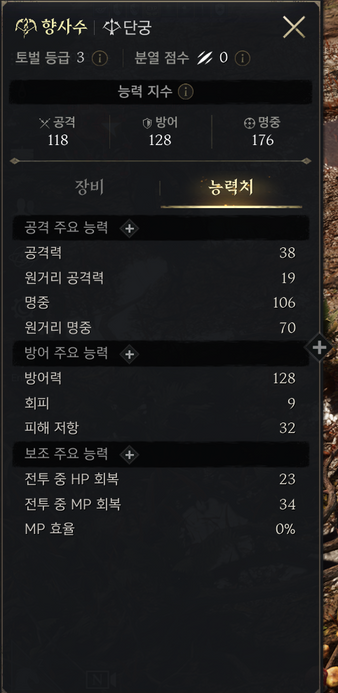 향사수 단궁
토벌 등급 3 분열 점수 0
능력 지수
공격 방어 명중
118 128 176
장비 능력치
공격 주요 능력
공격력 38
원거리 공격력 19
명중 106
원거리 명중 70
방어 주요 능력
방어력 128
회피 9
피해 저항 32
보조 주요 능력
전투 중 HP 회복 23
전투 중 MP 회복 34
MP 효율 0%